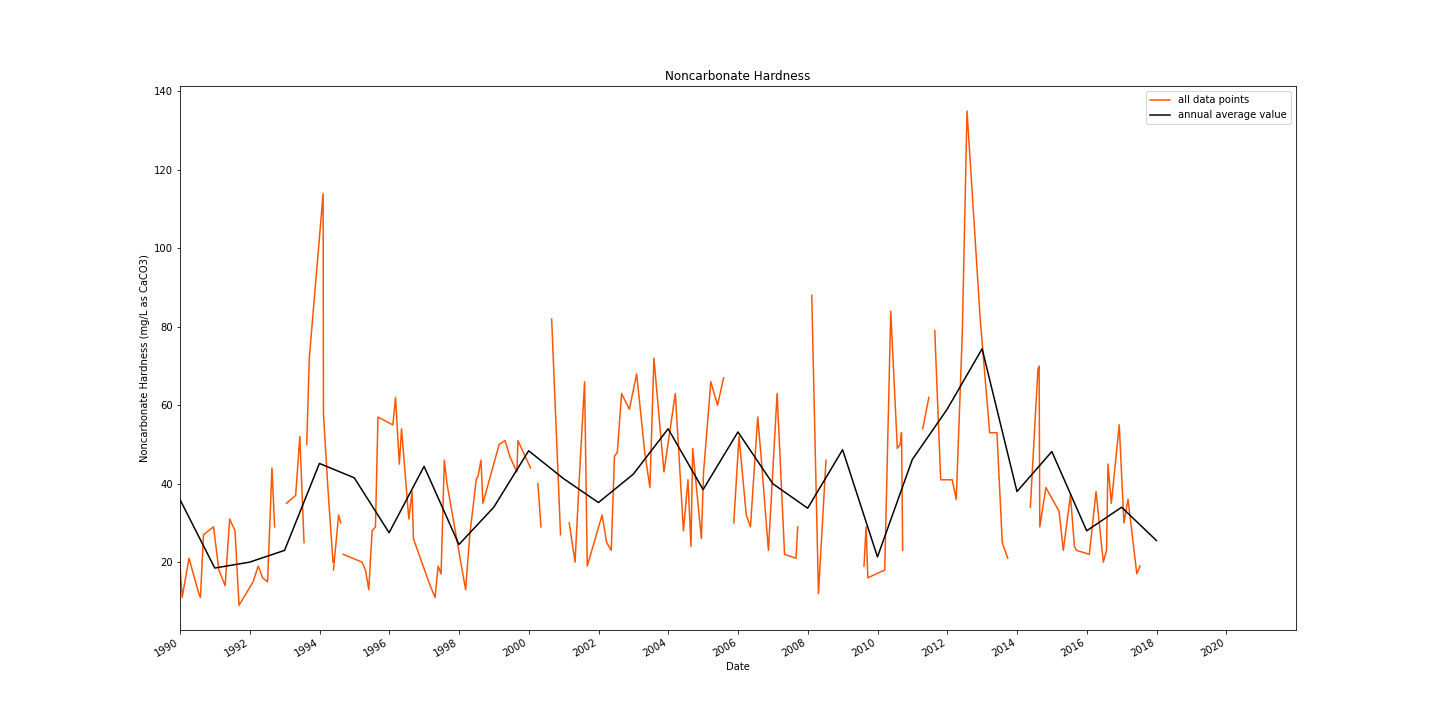 Noncarbonate Hardness
all data points
annual average value
Noncarbonate Hardness (mg/L as CaCO3)
140
120
100
80
60
40
20
1990 1992 1994 1996 1998 2000 2002 2004 2006 2008 2010 2012 2014 2016 2018 2020
Date